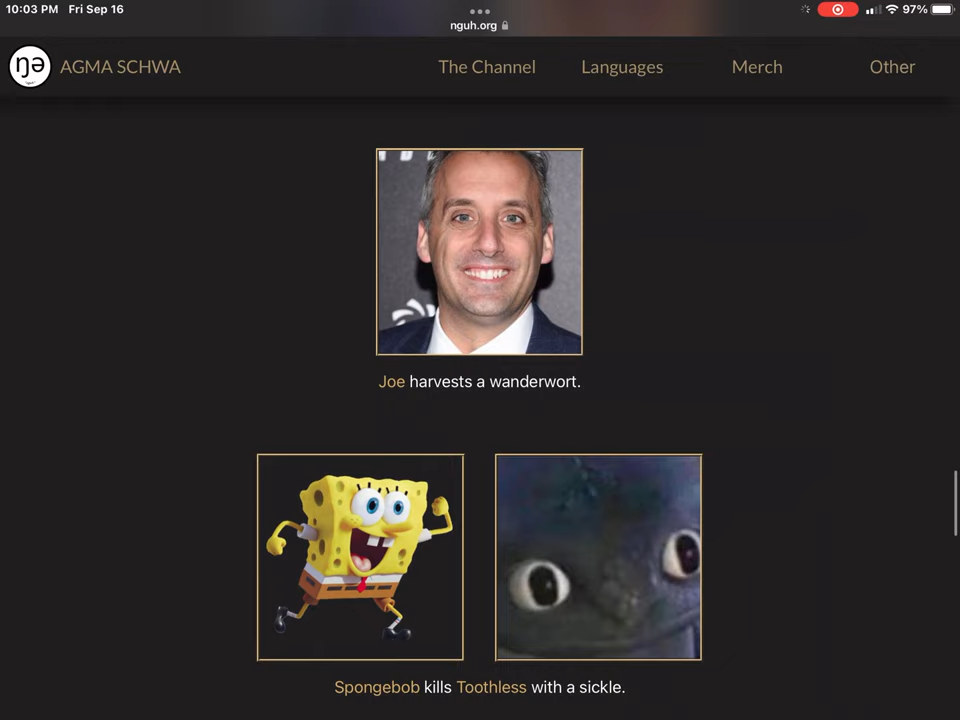 10:03 PM Fri Sep 16
97%
nguh.org
ŋə AGMA SCHWA
The Channel
Languages
Merch
Other
Joe harvests a wanderwort.
Spongebob kills Toothless with a sickle.